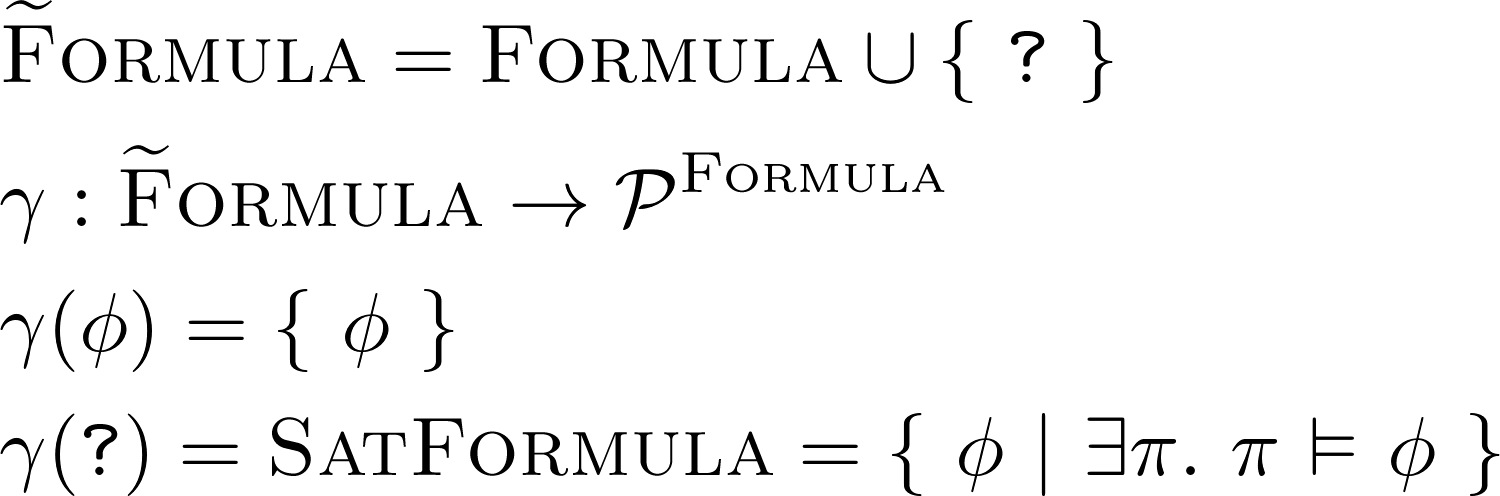 F̃ORMULA = FORMULA ∪ { ? }
γ : F̃ORMULA → 𝒫^FORMULA
γ(ϕ) = { ϕ }
γ(?) = SATFORMULA = { ϕ | ∃π. π ⊨ ϕ }